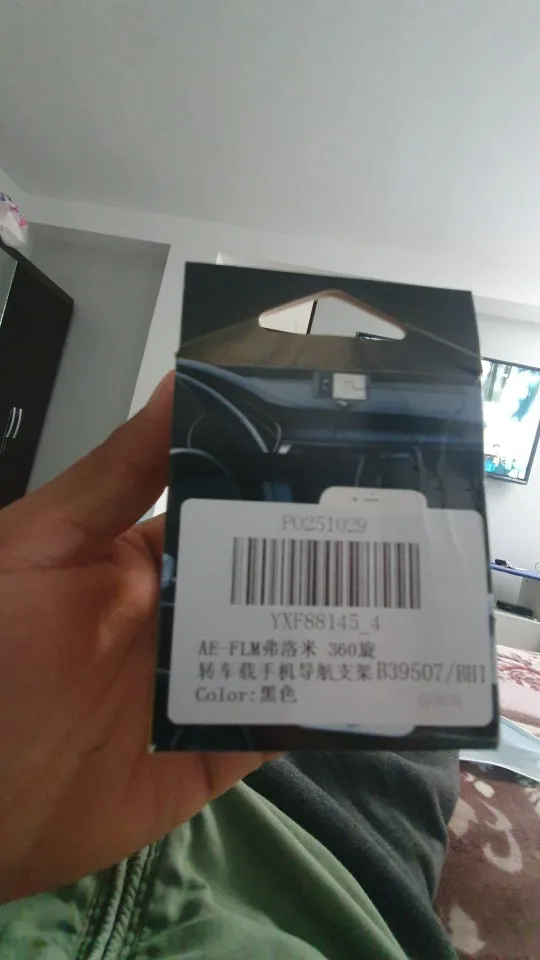 PO251029
YXF88145_4
AE-FLM弗洛米 360旋
转车载手机导航支架B39507/BH1
Color:黑色